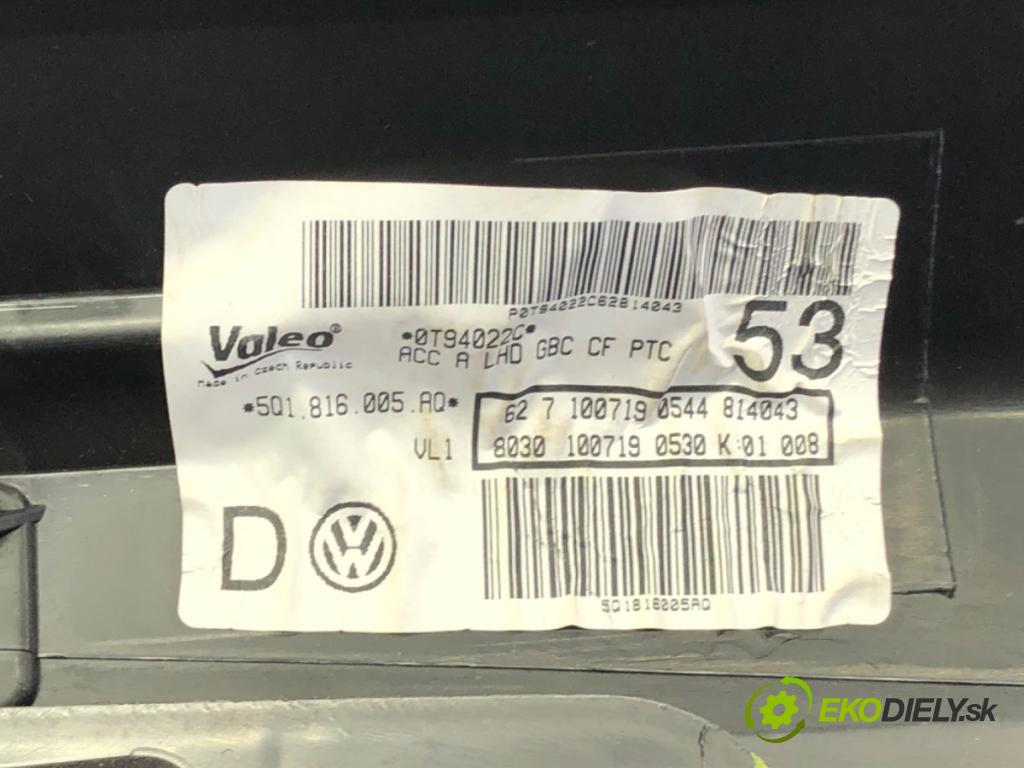 P0T94022C62814043
Valeo®
Made in Czech Republic
*0T94022C*
ACC A LHD GBC CF PTC
53
*5Q1.816.005.AQ*
62 7 100719 0544 814043
VL1
8030 100719 0530 K:01 008
D
VW
5Q1816005AQ
EKODIELY.sk